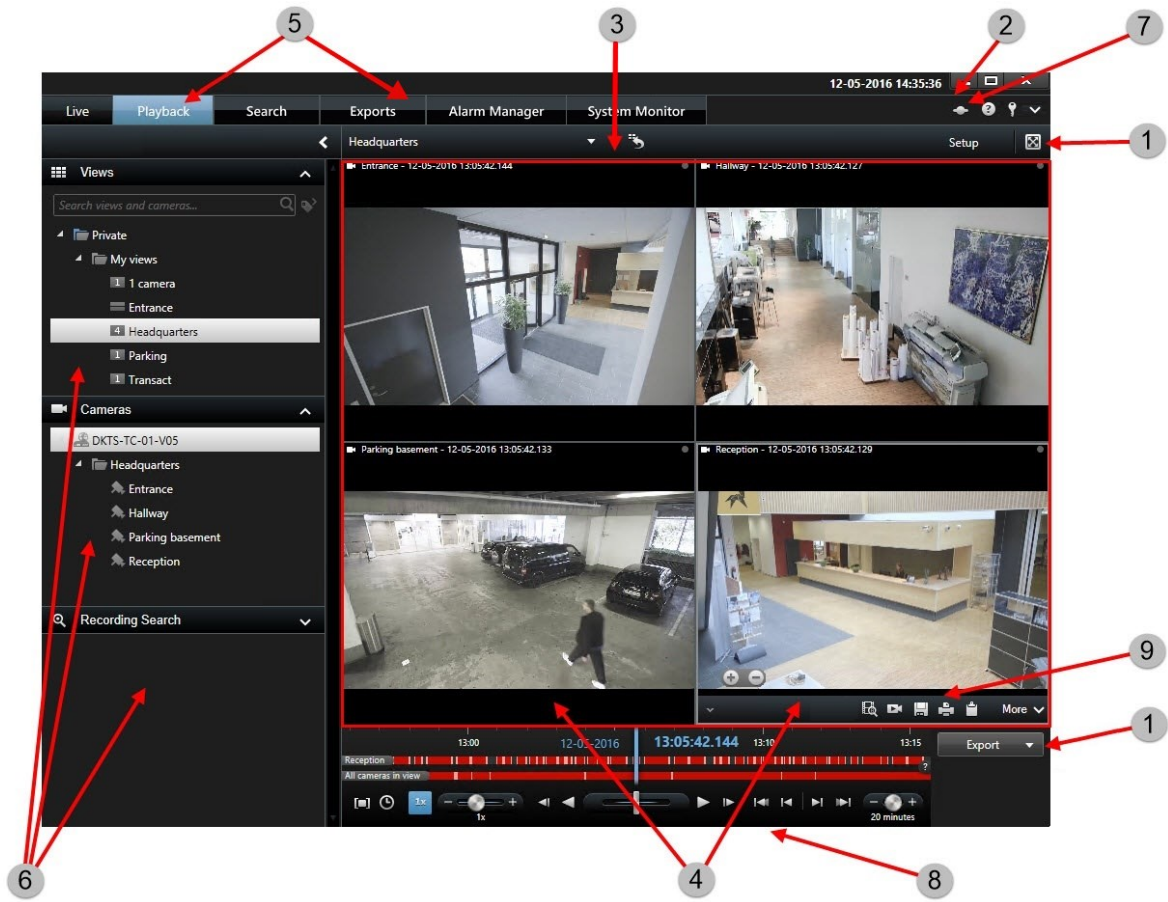 5
3
2
7
12-05-2016 14:35:36
Live
Playback
Search
Exports
Alarm Manager
System Monitor
Headquarters
Setup
1
Views
Search views and cameras...
Private
My views
1 1 camera
Entrance
4 Headquarters
1 Parking
1 Transact
Cameras
DKTS-TC-01-V05
Headquarters
Entrance
Hallway
Parking basement
Reception
Recording Search
Entrance - 12-05-2016 13:05:42.144
Hallway - 12-05-2016 13:05:42.127
Parking basement - 12-05-2016 13:05:42.133
Reception - 12-05-2016 13:05:42.129
9
More
1
Export
13:00
12-05-2016
13:05:42.144
13:10
13:15
Reception
?
All cameras in view
1x
1x
20 minutes
6
4
8